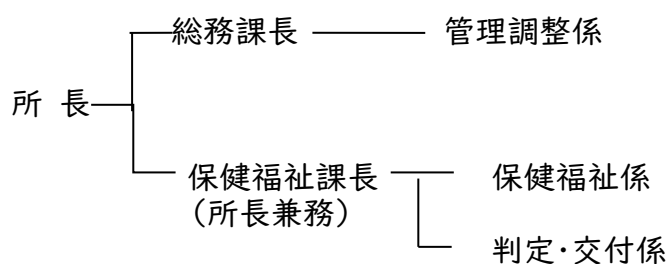 総務課長 管理調整係
所 長
保健福祉課長 保健福祉係
（所長兼務）
判定・交付係